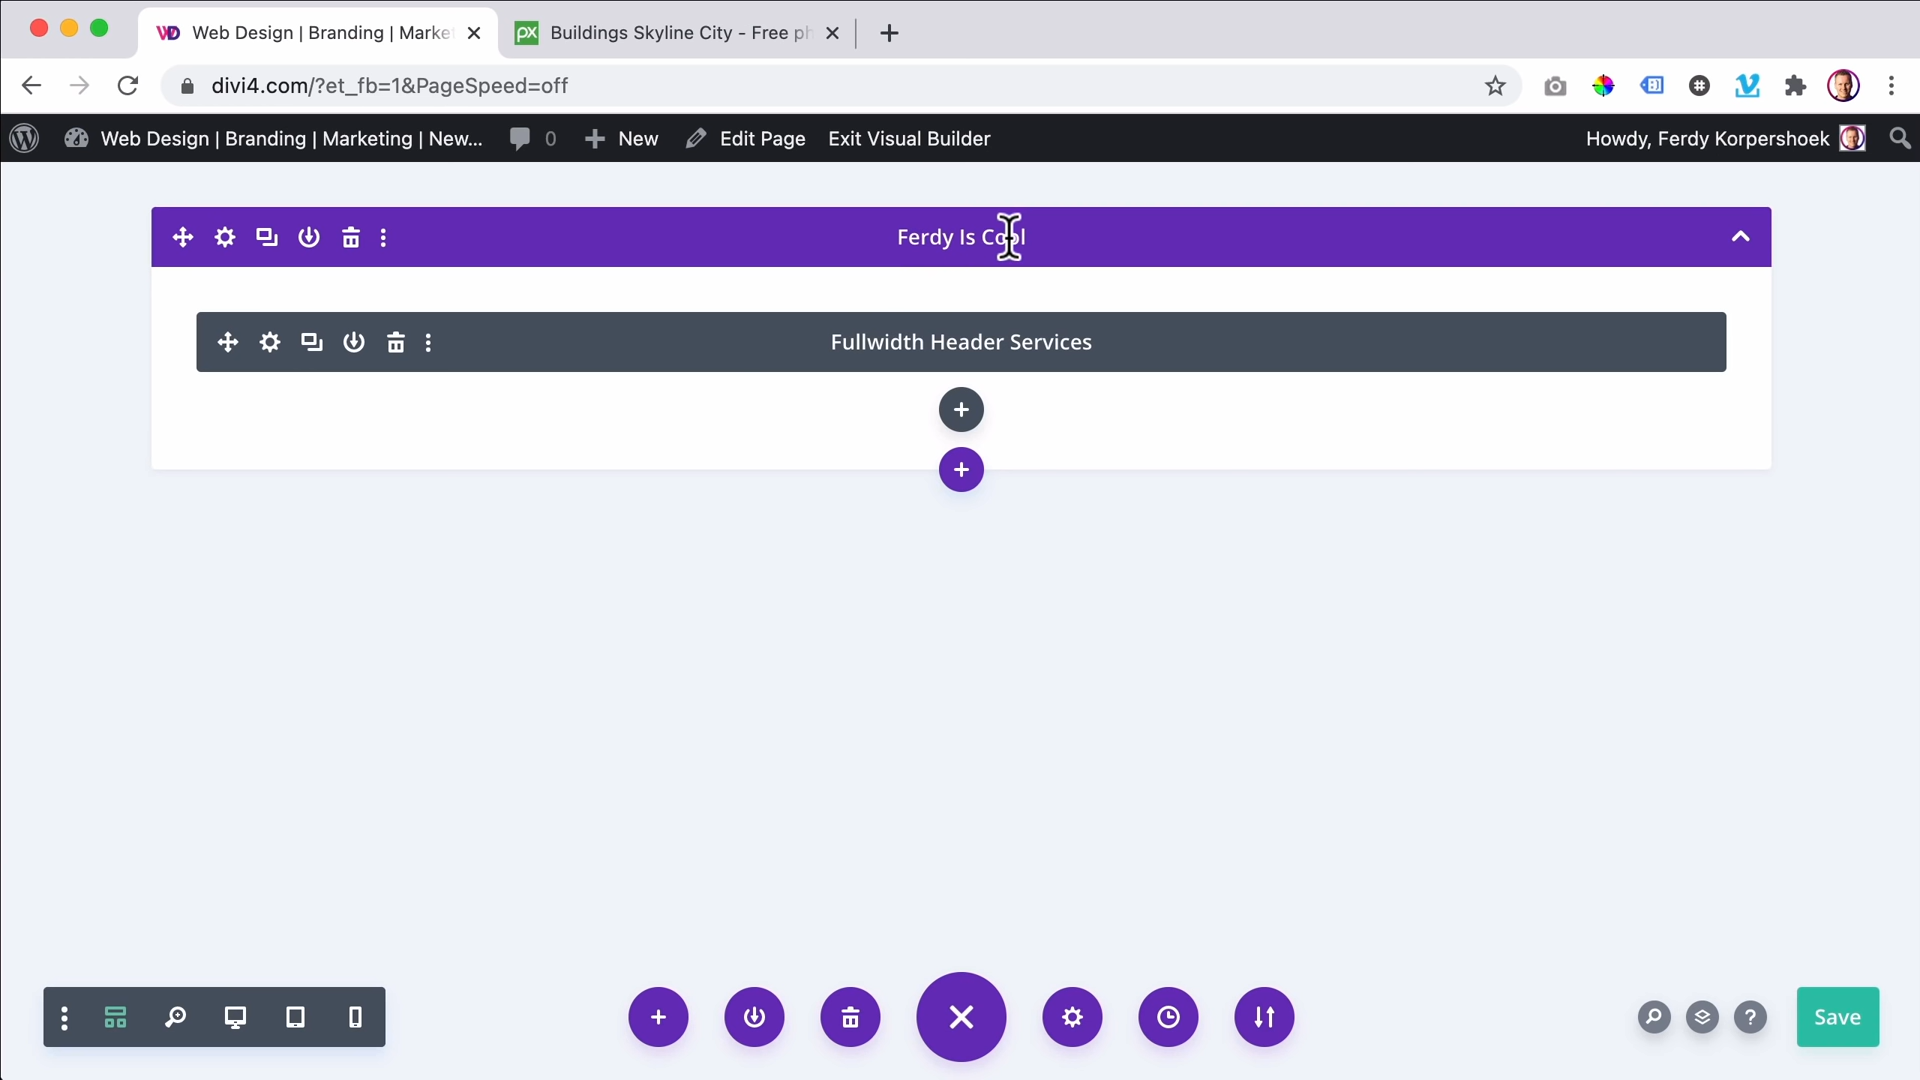 Web Design | Branding | Marke
Buildings Skyline City - Free ph
divi4.com/?et_fb=1&PageSpeed=off
Web Design | Branding | Marketing | New... 0 New Edit Page Exit Visual Builder
Howdy, Ferdy Korpershoek
Ferdy Is Cool
Fullwidth Header Services
Save